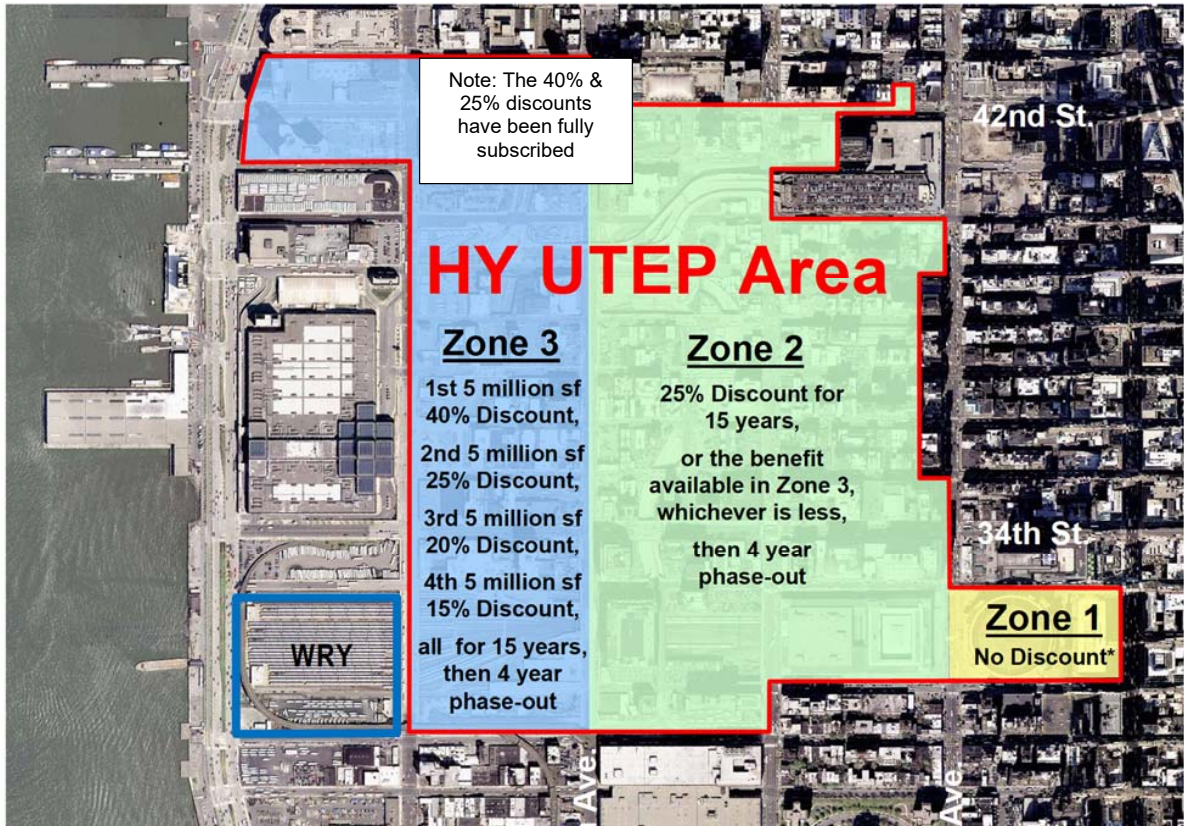 Note: The 40% &
25% discounts
have been fully
subscribed
42nd St.
HY UTEP Area
Zone 3
1st 5 million sf
40% Discount,
2nd 5 million sf
25% Discount,
3rd 5 million sf
20% Discount,
4th 5 million sf
15% Discount,
all for 15 years,
then 4 year
phase-out
Zone 2
25% Discount for
15 years,
or the benefit
available in Zone 3,
whichever is less,
then 4 year
phase-out
34th St.
Zone 1
No Discount*
WRY
Ave.
Ave.